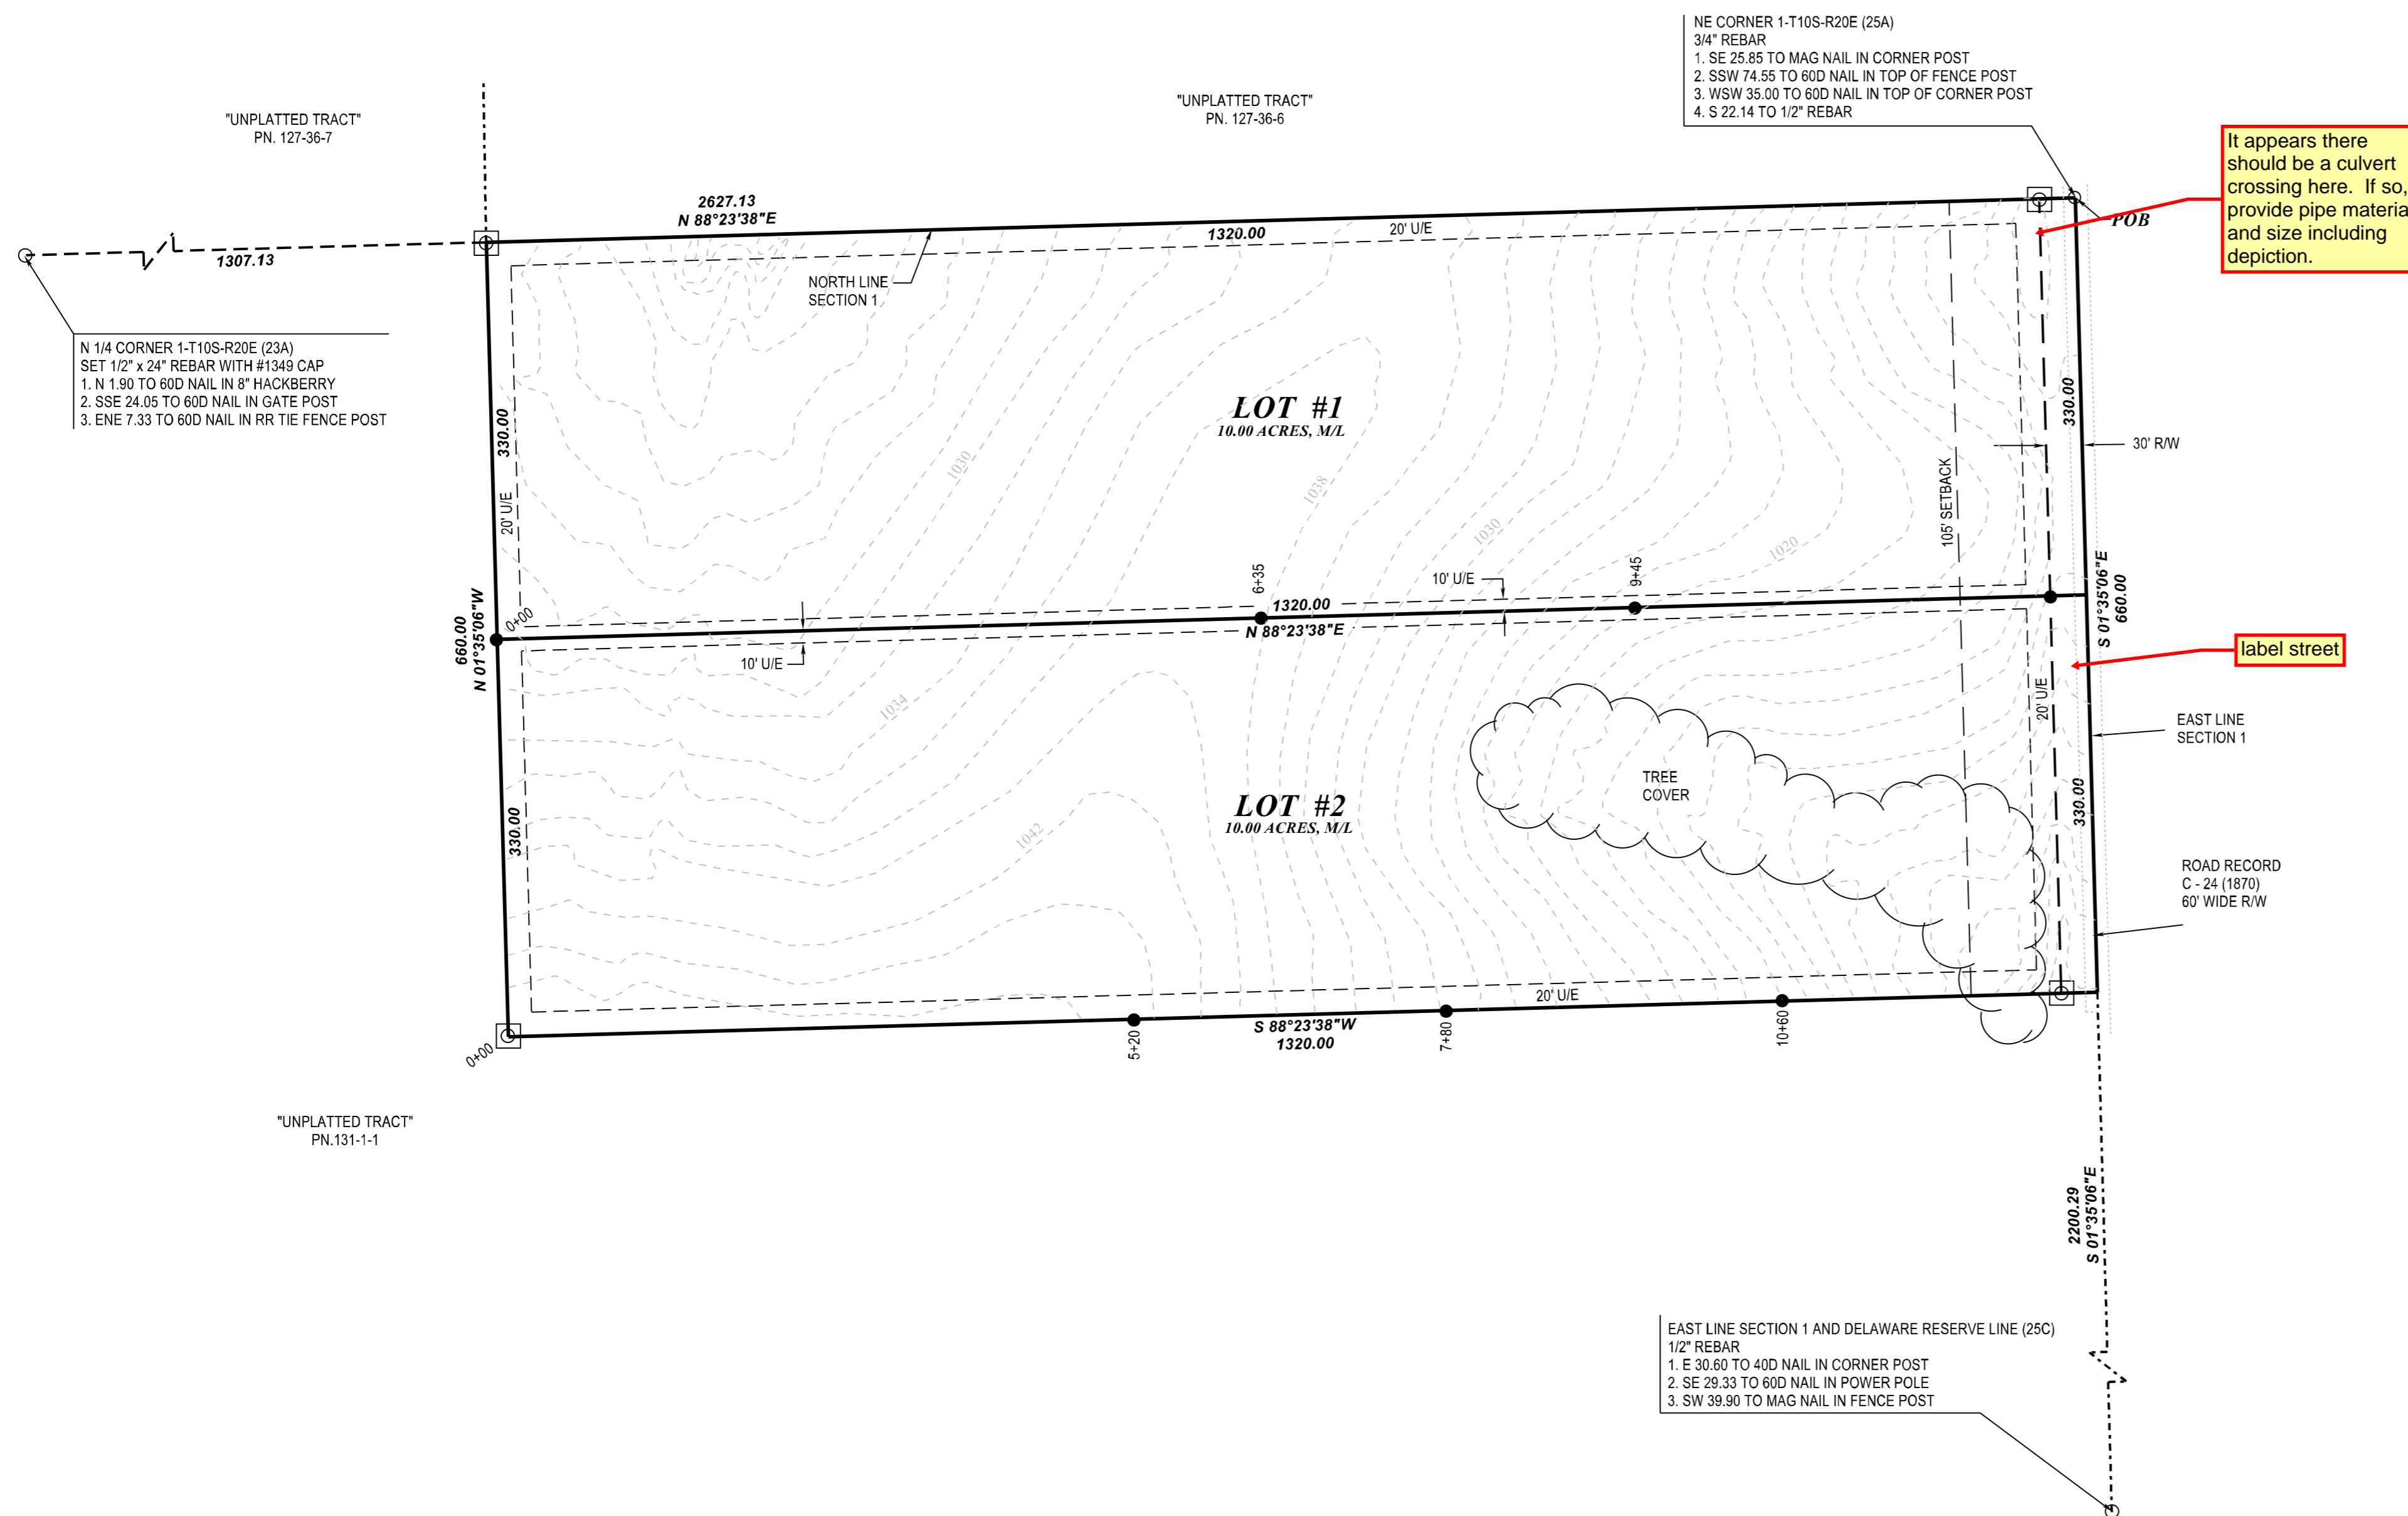 NE CORNER 1-T10S-R20E (25A)
3/4" REBAR
1. SE 25.85 TO MAG NAIL IN CORNER POST
2. SSW 74.55 TO 60D NAIL IN TOP OF FENCE POST
3. WSW 35.00 TO 60D NAIL IN TOP OF CORNER POST
4. S 22.14 TO 1/2" REBAR
"UNPLATTED TRACT"
PN. 127-36-7
"UNPLATTED TRACT"
PN. 127-36-6
It appears there
should be a culvert
crossing here. If so,
provide pipe materia
and size including
depiction.
2627.13
N 88°23'38"E
1320.00
20' U/E
POB
1307.13
NORTH LINE
SECTION 1
N 1/4 CORNER 1-T10S-R20E (23A)
SET 1/2" x 24" REBAR WITH #1349 CAP
1. N 1.90 TO 60D NAIL IN 8" HACKBERRY
2. SSE 24.05 TO 60D NAIL IN GATE POST
3. ENE 7.33 TO 60D NAIL IN RR TIE FENCE POST
LOT #1
10.00 ACRES, M/L
330.00
330.00
30' R/W
1030
1038
1030
1020
105' SETBACK
20' U/E
0+00
6+35
9+45
10' U/E
1320.00
N 88°23'38"E
10' U/E
660.00
N 01°35'06"W
S 01°35'06"E
660.00
label street
1034
20' U/E
EAST LINE
SECTION 1
TREE
COVER
LOT #2
10.00 ACRES, M/L
1042
330.00
330.00
ROAD RECORD
C - 24 (1870)
60' WIDE R/W
20' U/E
0+00
5+20
7+80
10+60
S 88°23'38"W
1320.00
"UNPLATTED TRACT"
PN.131-1-1
2200.29
S 01°35'06"E
EAST LINE SECTION 1 AND DELAWARE RESERVE LINE (25C)
1/2" REBAR
1. E 30.60 TO 40D NAIL IN CORNER POST
2. SE 29.33 TO 60D NAIL IN POWER POLE
3. SW 39.90 TO MAG NAIL IN FENCE POST